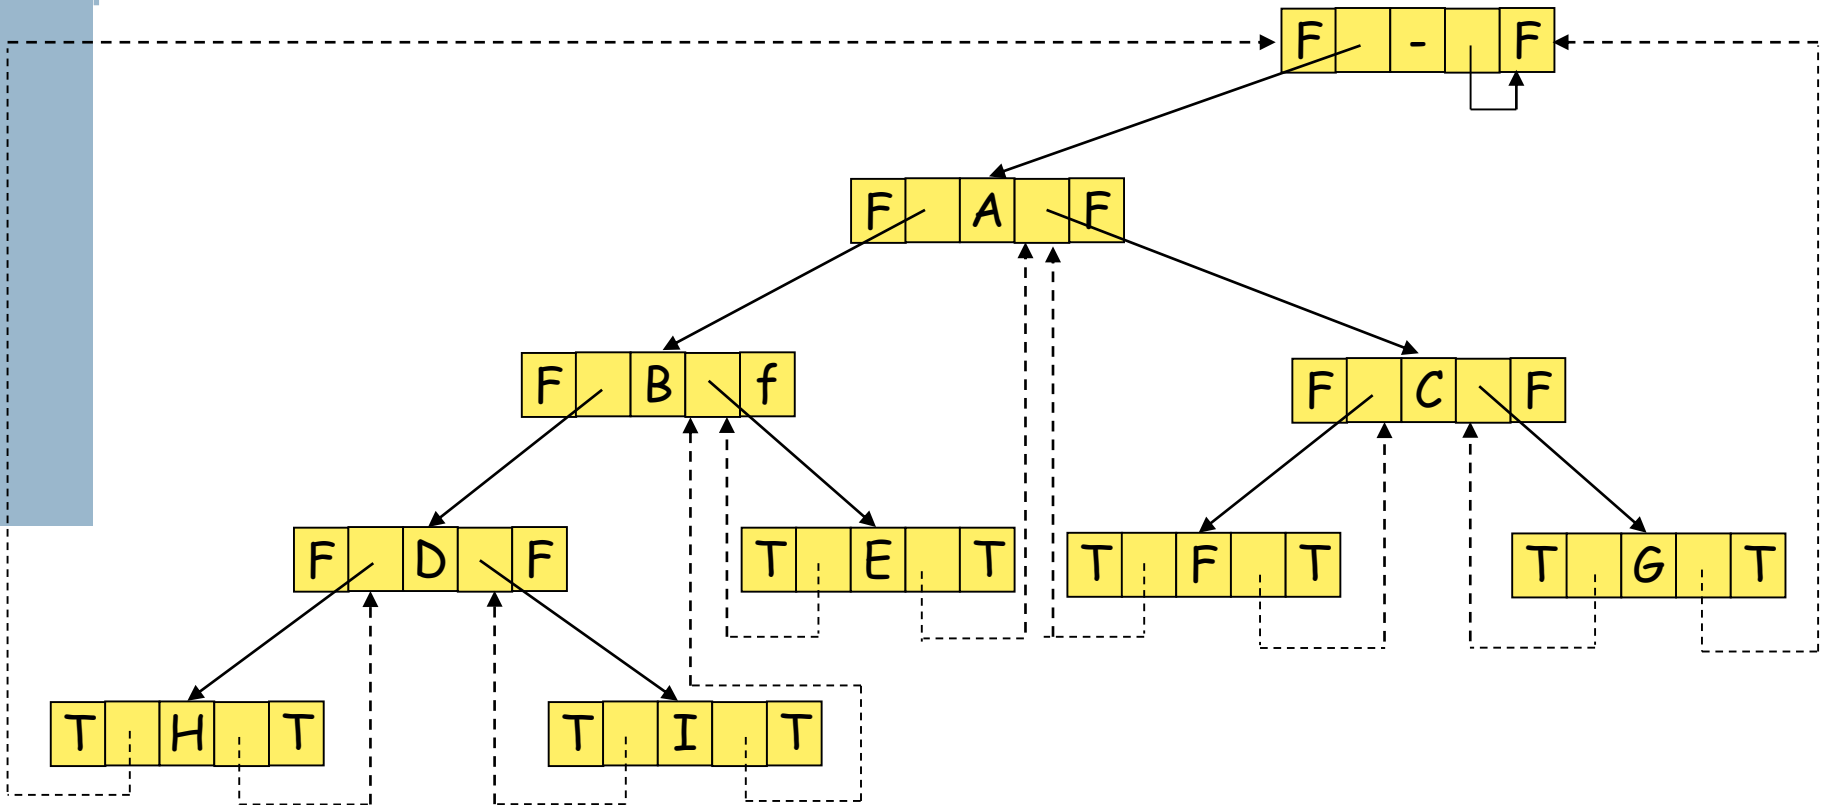 F - F
F A F
F B f
F C F
F D F
T E T
T F T
T G T
T H T
T I T